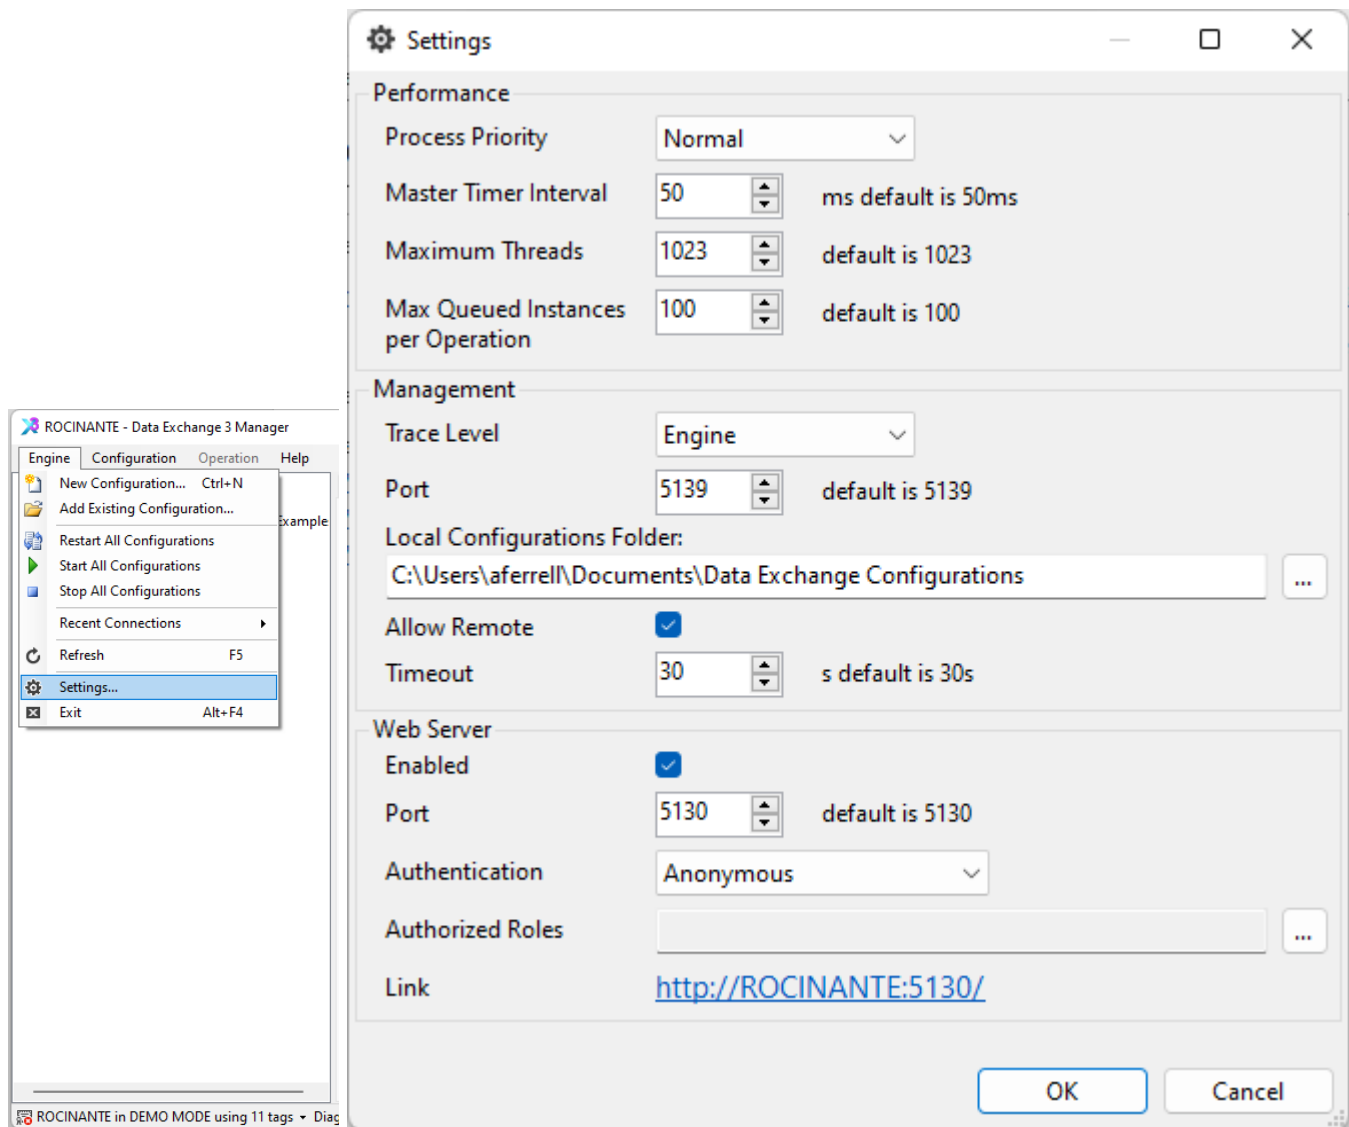 ROCINANTE - Data Exchange 3 Manager
Engine Configuration Operation Help
New Configuration... Ctrl+N
Add Existing Configuration...
Example
Restart All Configurations
Start All Configurations
Stop All Configurations
Recent Connections
Refresh F5
Settings...
Exit Alt+F4
ROCINANTE in DEMO MODE using 11 tags Diag
Settings
Performance
Process Priority Normal
Master Timer Interval 50 ms default is 50ms
Maximum Threads 1023 default is 1023
Max Queued Instances 100 default is 100
per Operation
Management
Trace Level Engine
Port 5139 default is 5139
Local Configurations Folder:
C:\Users\aferrell\Documents\Data Exchange Configurations ...
Allow Remote
Timeout 30 s default is 30s
Web Server
Enabled
Port 5130 default is 5130
Authentication Anonymous
Authorized Roles ...
Link http://ROCINANTE:5130/
OK Cancel